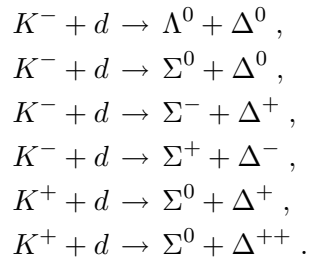 K⁻ + d → Λ⁰ + Δ⁰ ,
K⁻ + d → Σ⁰ + Δ⁰ ,
K⁻ + d → Σ⁻ + Δ⁺ ,
K⁻ + d → Σ⁺ + Δ⁻ ,
K⁺ + d → Σ⁰ + Δ⁺ ,
K⁺ + d → Σ⁰ + Δ⁺⁺ .